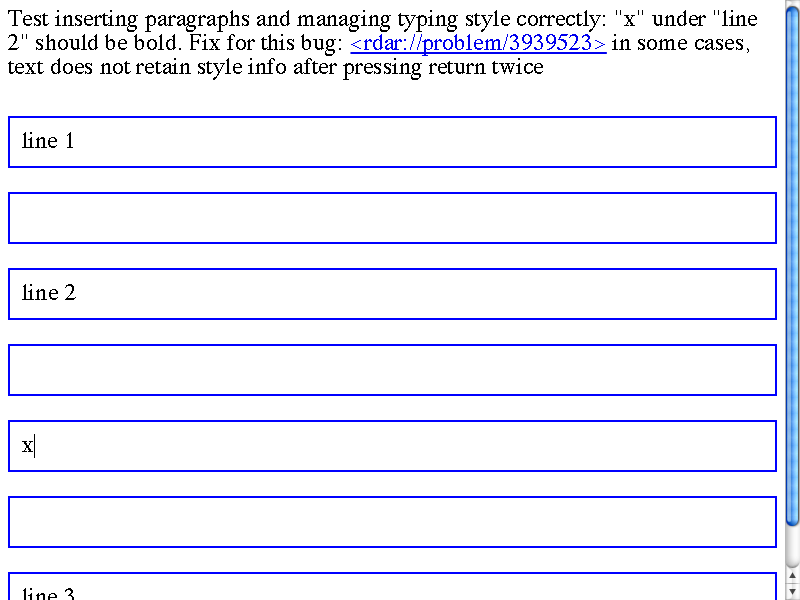 Test inserting paragraphs and managing typing style correctly: "x" under "line
2" should be bold. Fix for this bug: <rdar://problem/3939523> in some cases,
text does not retain style info after pressing return twice
line 1
line 2
x
line 3